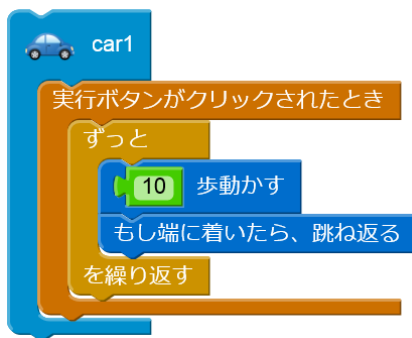 car1
実行ボタンがクリックされたとき
ずっと
10 歩動かす
もし端に着いたら、跳ね返る
を繰り返す